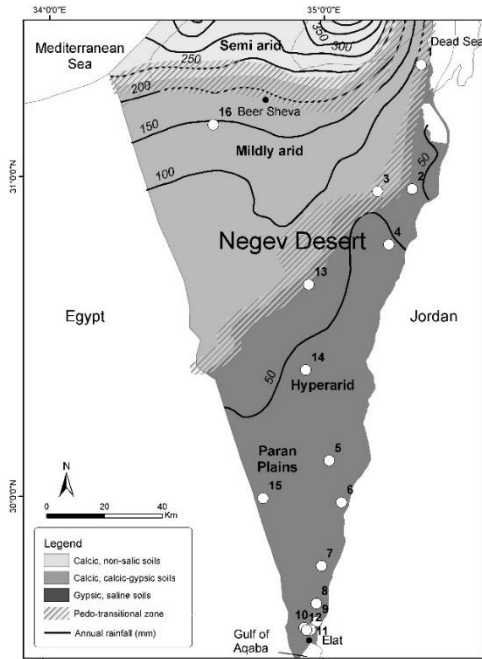 34°0'0"E
35°0'0"E
Mediterranean
Sea
Semi arid
350
300
250
Dead Sea
1
200
Beer Sheva
16
150
Mildly arid
31°0'0"N
100
50
3
2
Negev Desert
4
13
Egypt
Jordan
14
50
Hyperarid
Paran
Plains
5
15
6
30°0'0"N
N
0 20 40
Km
7
Legend
Calcic, non-salic soils
Calcic, calcic-gypsic soils
Gypsic, saline soils
Pedo-transitional zone
Annual rainfall (mm)
8
9
10
12
11
Gulf of
Aqaba
Elat